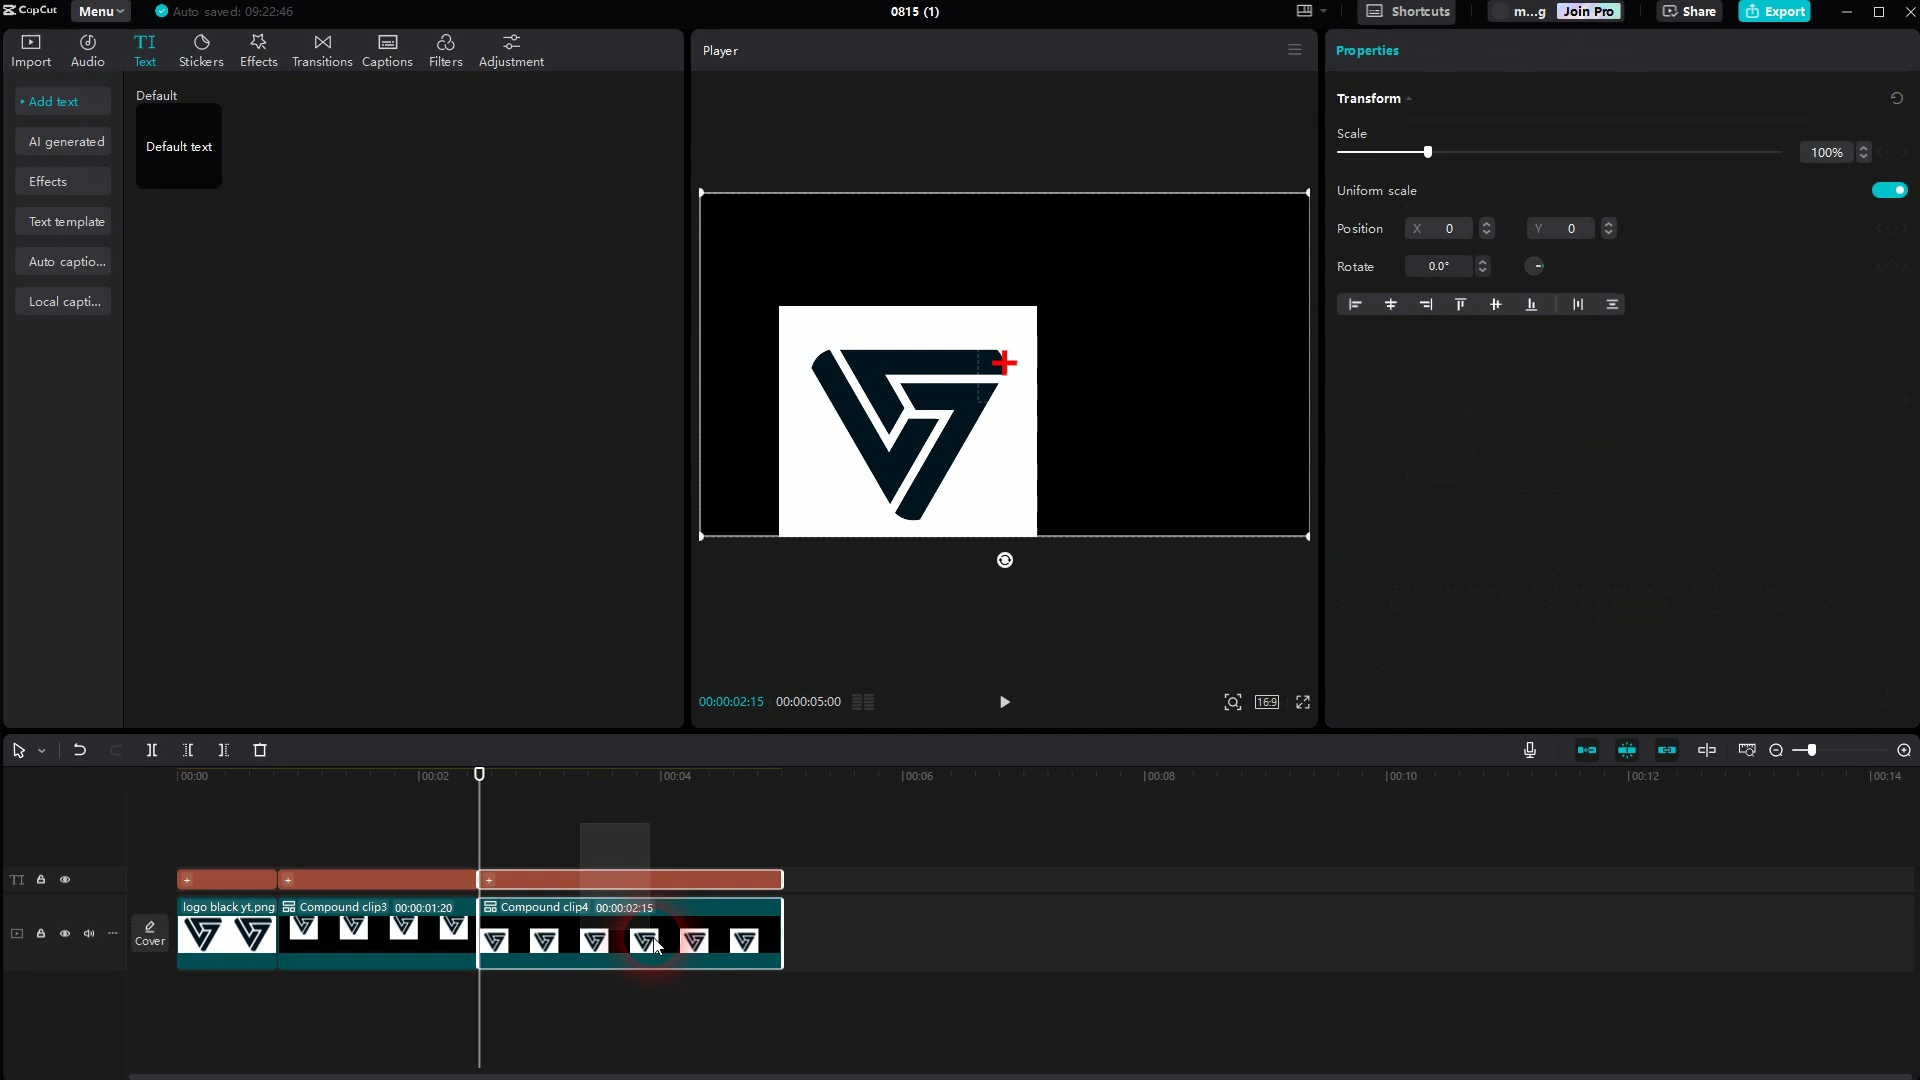 CapCut
Menu
Auto saved: 09:22:46
0815 (1)
Shortcuts
m...g
Join Pro
Share
Export
Import
Audio
TI
Text
Stickers
Effects
Transitions
Captions
Filters
Adjustment
Player
Properties
Add text
AI generated
Effects
Text template
Auto captio...
Local capti...
Default
Default text
Transform
Scale
100%
Uniform scale
Position
X 0
Y 0
Rotate
0.0°
00:00:02:15
00:00:05:00
16:9
00:00
00:02
00:04
00:06
00:08
00:10
00:12
00:14
TI
Cover
logo black yt.png
Compound clip3 00:00:01:20
Compound clip4 00:00:02:15